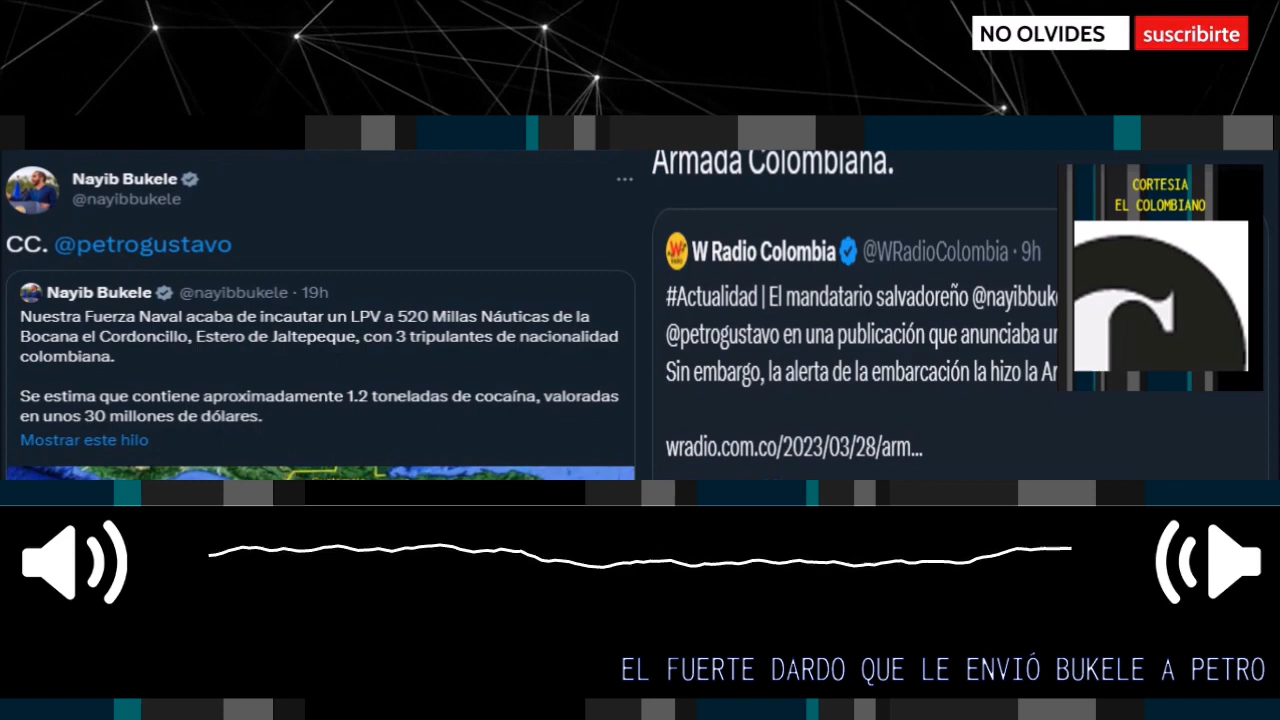 NO OLVIDES suscribirte
Nayib Bukele
@nayibbukele
CC. @petrogustavo
Nayib Bukele @nayibbukele · 19h
Nuestra Fuerza Naval acaba de incautar un LPV a 520 Millas Náuticas de la
Bocana el Cordoncillo, Estero de Jaltepeque, con 3 tripulantes de nacionalidad
colombiana.
Se estima que contiene aproximadamente 1.2 toneladas de cocaína, valoradas
en unos 30 millones de dólares.
Mostrar este hilo
Armada Colombiana.
W Radio Colombia @WRadioColombia · 9h
#Actualidad | El mandatario salvadoreño @nayibbuk
@petrogustavo en una publicación que anunciaba
Sin embargo, la alerta de la embarcación la hizo la
wradio.com.co/2023/03/28/arm...
CORTESIA
EL COLOMBIANO
EL FUERTE DARDO QUE LE ENVIÓ BUKELE A PETRO